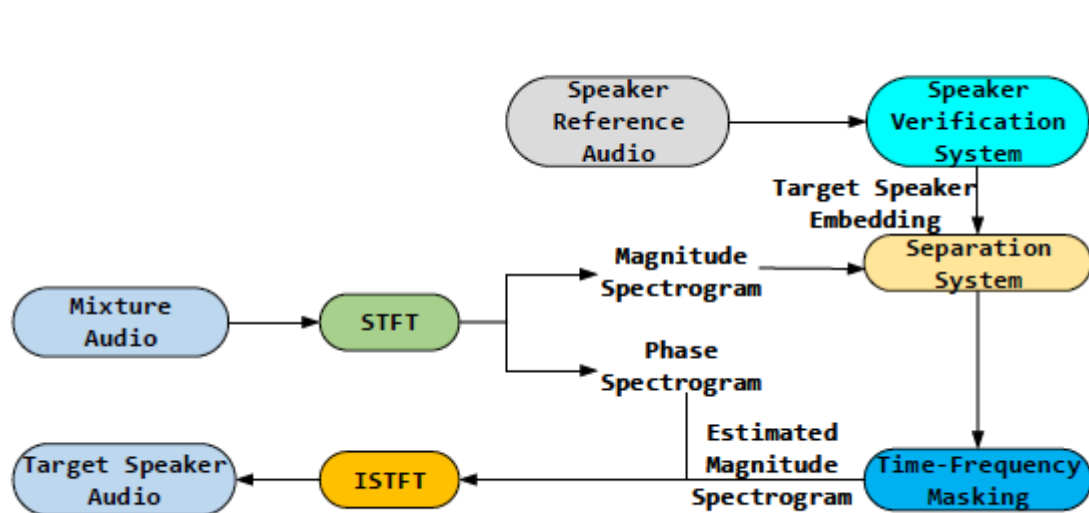 Speaker
Reference
Audio
Speaker
Verification
System
Target Speaker
Embedding
Magnitude
Spectrogram
Separation
System
Mixture
Audio
STFT
Phase
Spectrogram
Estimated
Magnitude
Spectrogram
Time-Frequency
Masking
ISTFT
Target Speaker
Audio